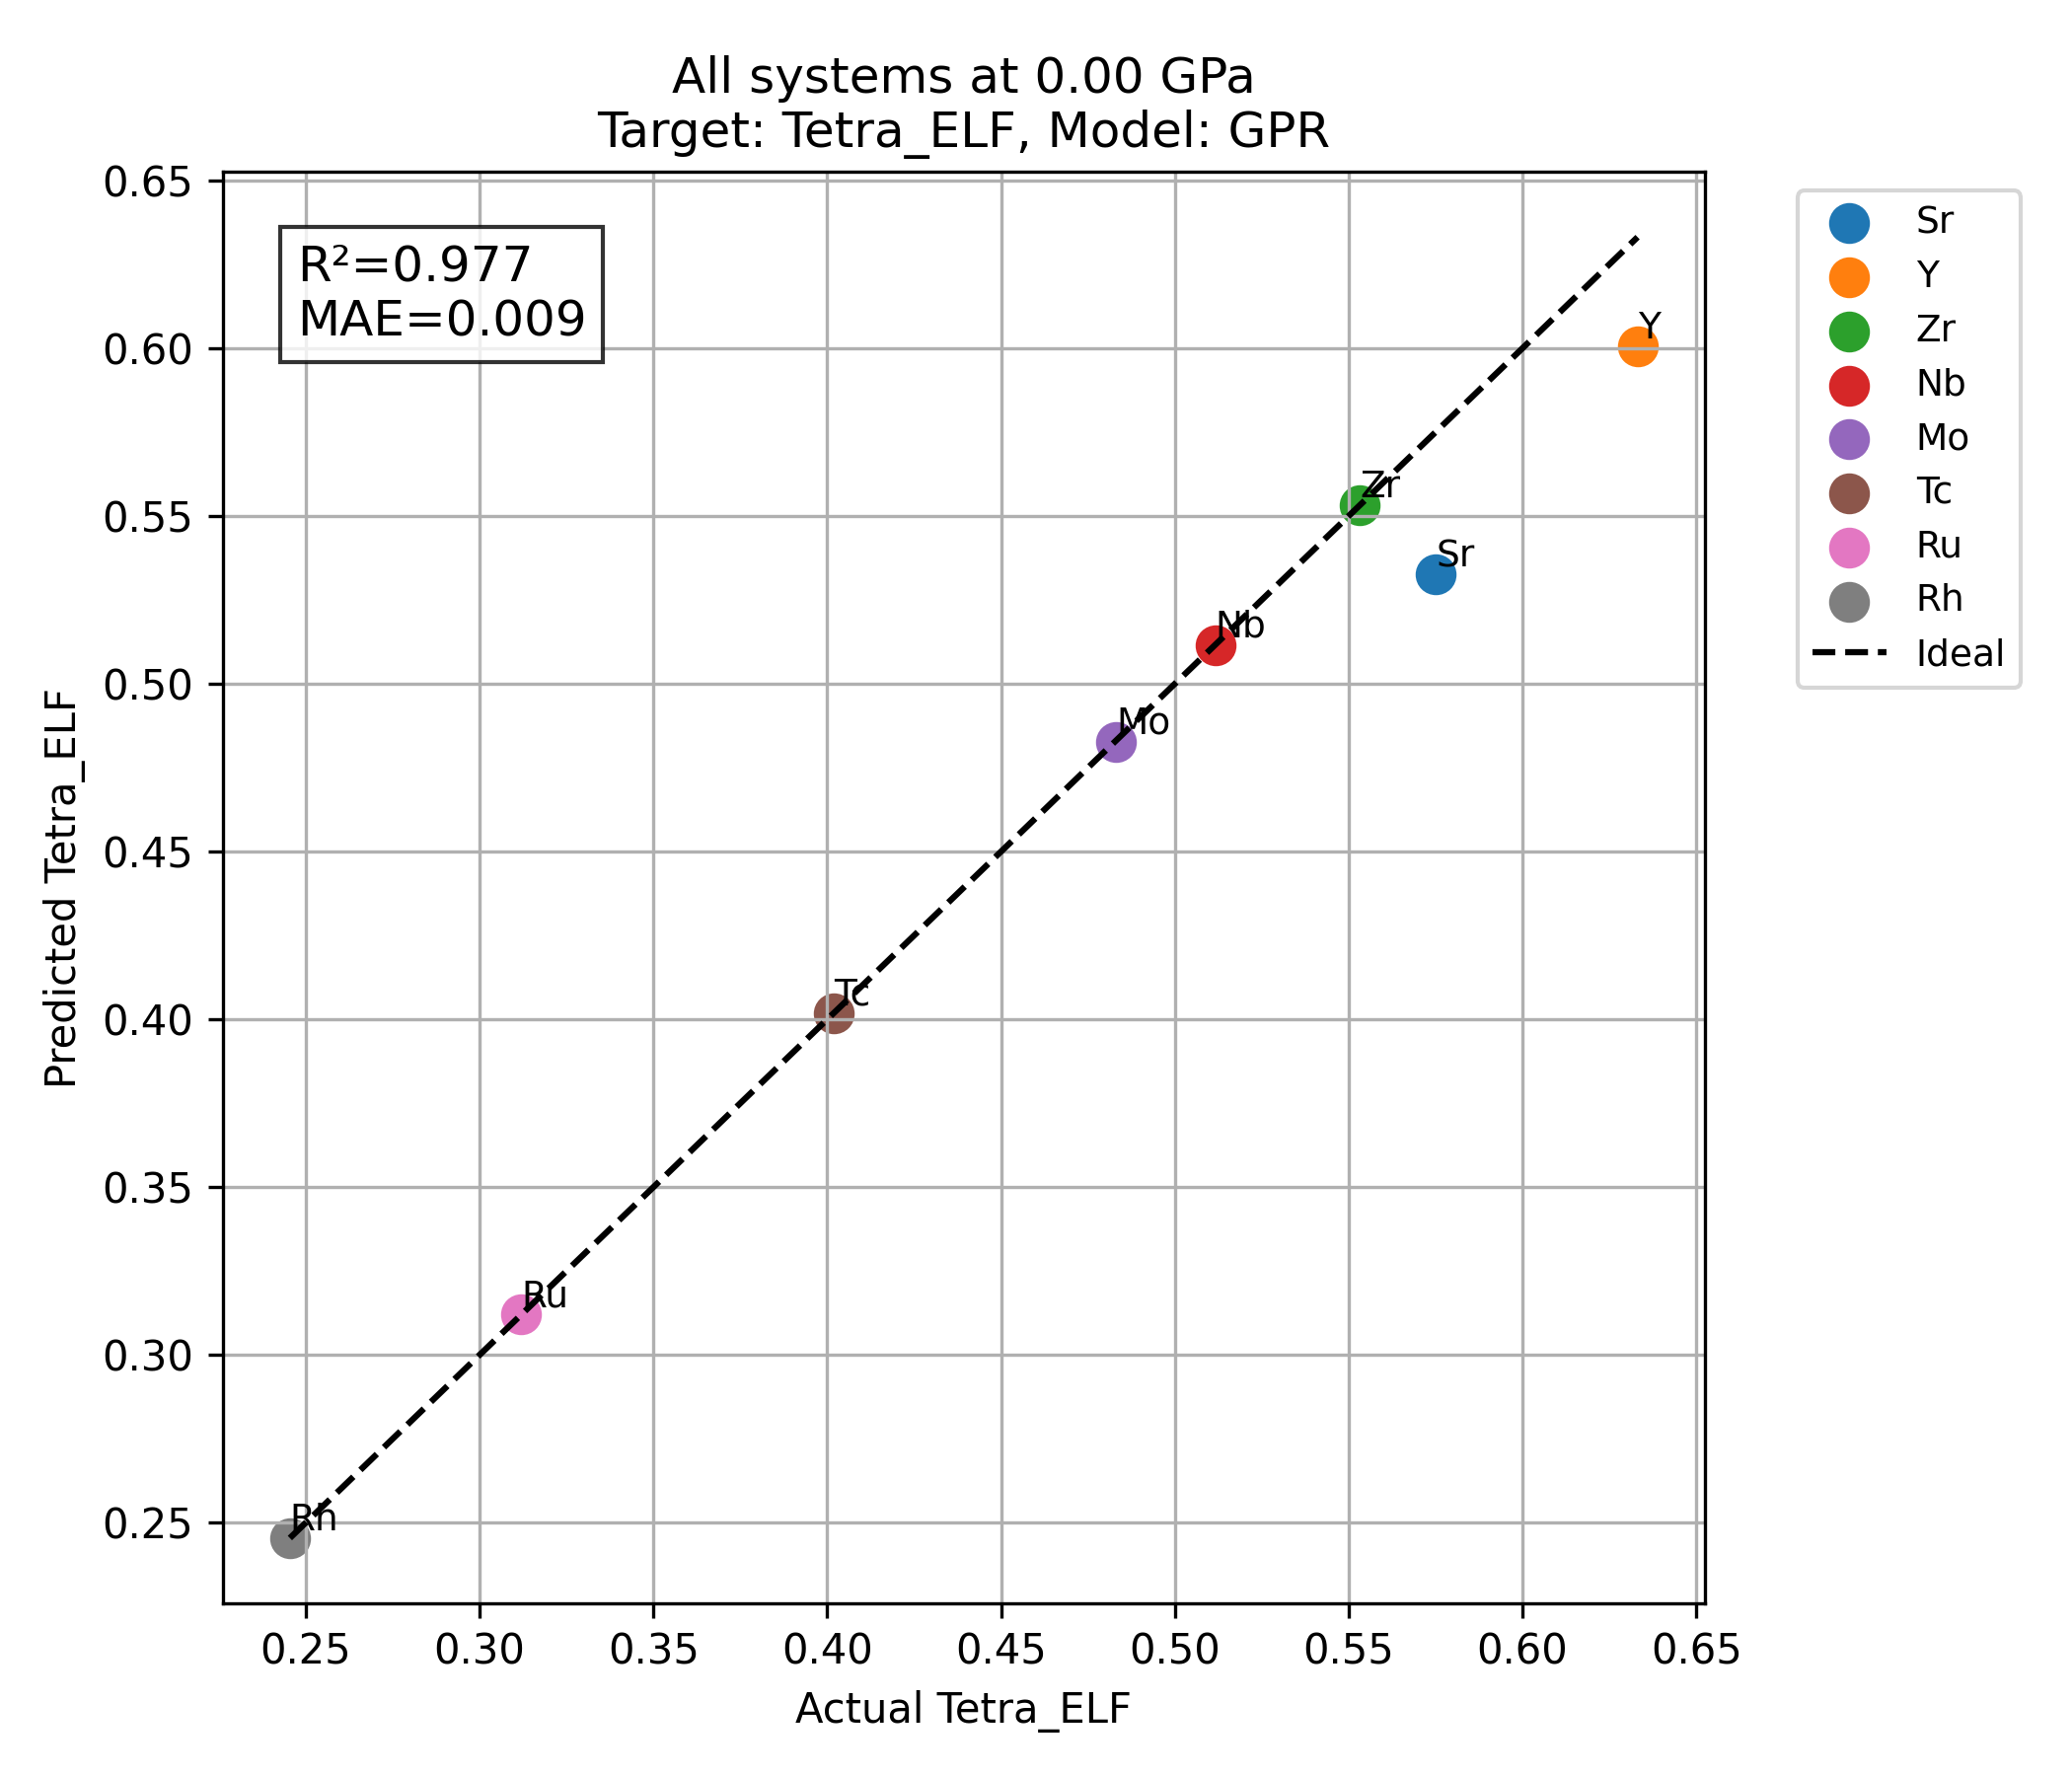 All systems at 0.00 GPa
Target: Tetra_ELF, Model: GPR
R²=0.977
MAE=0.009
Predicted Tetra_ELF
0.65
0.60
0.55
0.50
0.45
0.40
0.35
0.30
0.25
Y
Zr
Sr
Nb
Mo
Tc
Ru
Rh
0.25 0.30 0.35 0.40 0.45 0.50 0.55 0.60 0.65
Actual Tetra_ELF
Sr
Y
Zr
Nb
Mo
Tc
Ru
Rh
Ideal